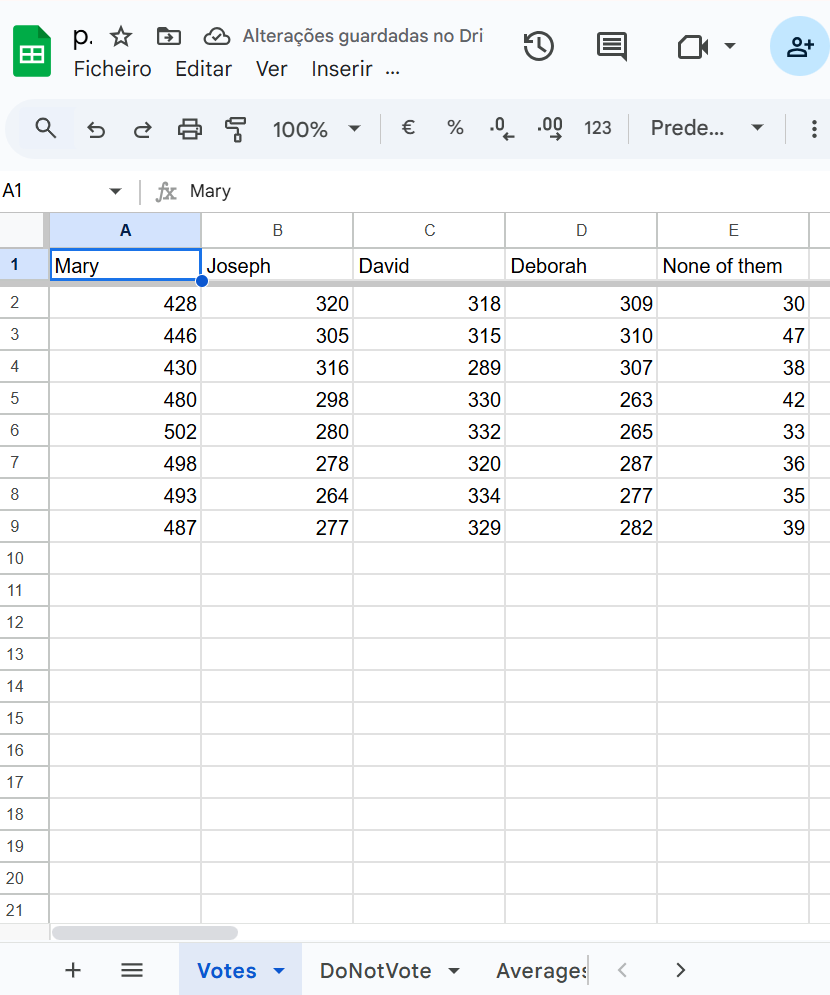 p. Alterações guardadas no Dri
Ficheiro Editar Ver Inserir ...
100% € % .0 .00 123 Prede...
A1 fx Mary
A B C D E
1 Mary Joseph David Deborah None of them
2 428 320 318 309 30
3 446 305 315 310 47
4 430 316 289 307 38
5 480 298 330 263 42
6 502 280 332 265 33
7 498 278 320 287 36
8 493 264 334 277 35
9 487 277 329 282 39
10
11
12
13
14
15
16
17
18
19
20
21
Votes DoNotVote Averages